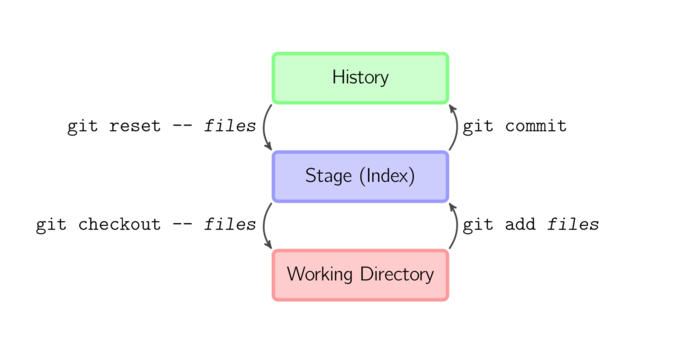 History
git reset -- files
git commit
Stage (Index)
git checkout -- files
git add files
Working Directory